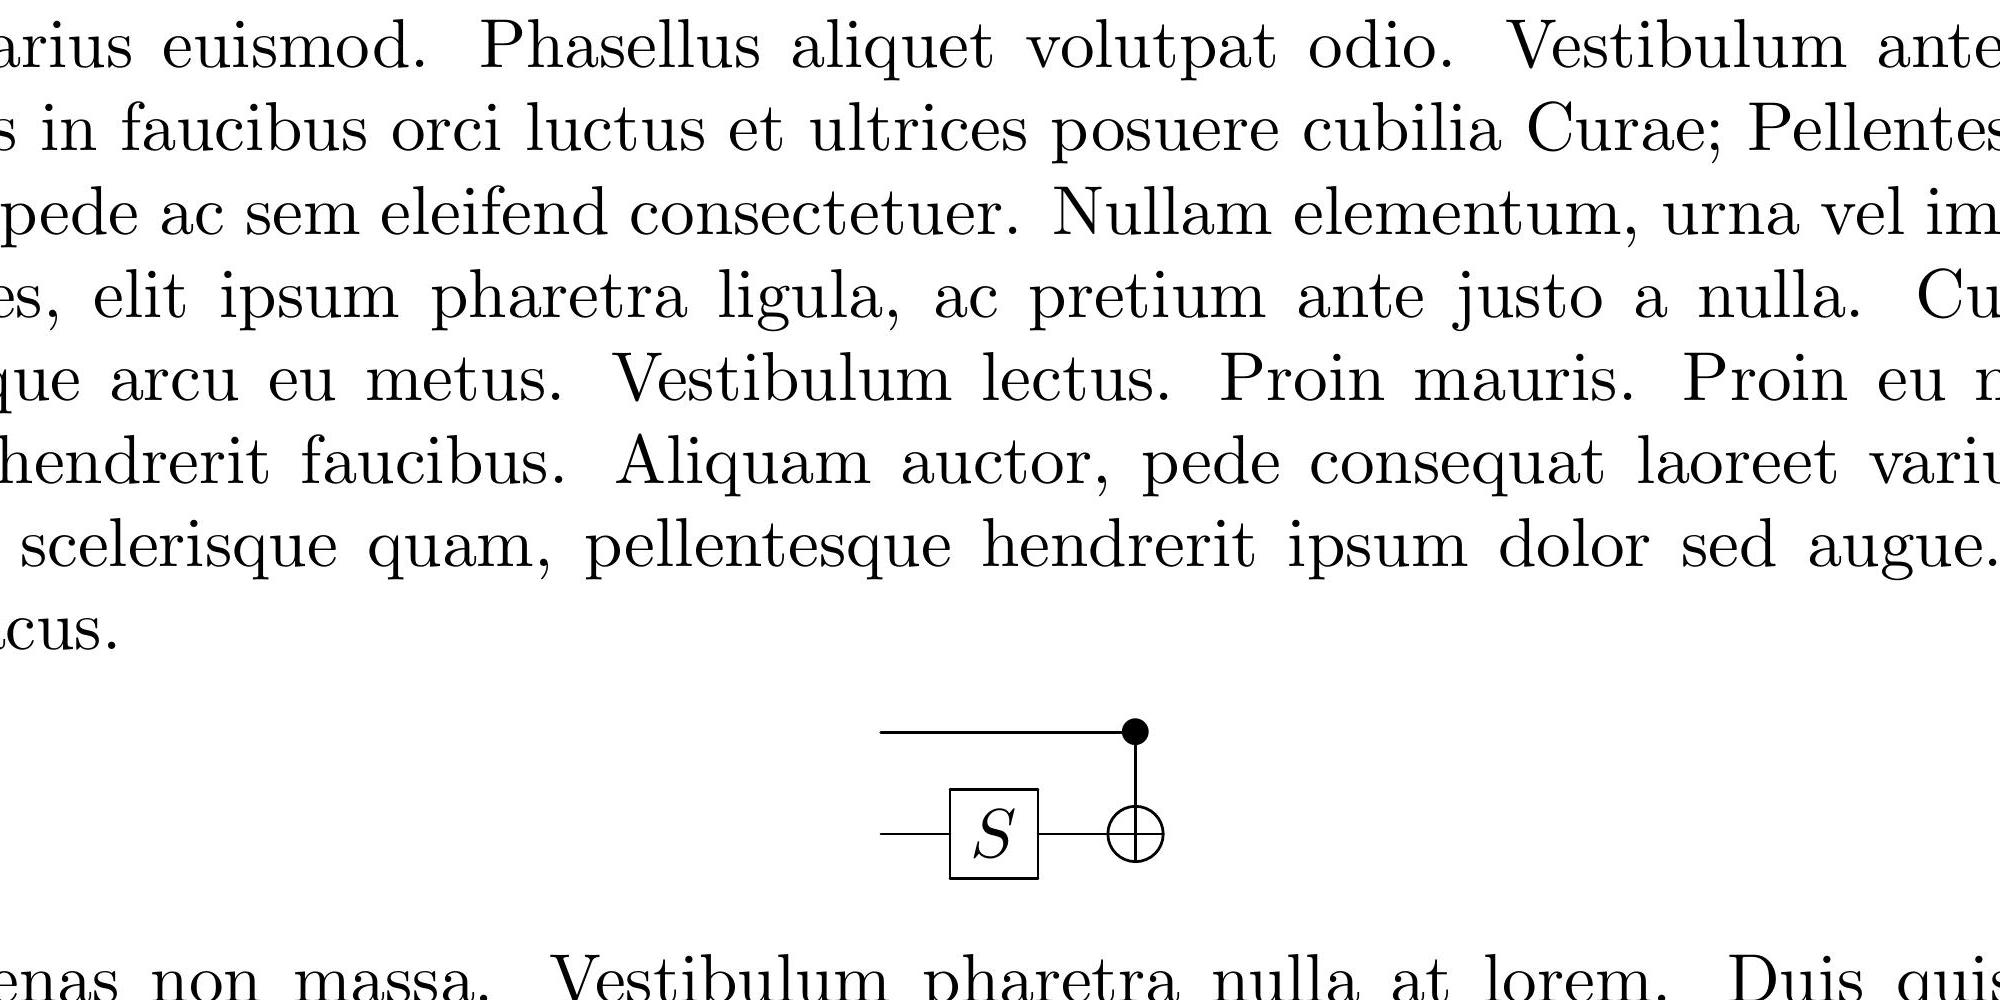 arius euismod. Phasellus aliquet volutpat odio. Vestibulum ante
s in faucibus orci luctus et ultrices posuere cubilia Curae; Pellentes
pede ac sem eleifend consectetuer. Nullam elementum, urna vel im
es, elit ipsum pharetra ligula, ac pretium ante justo a nulla. Cu
que arcu eu metus. Vestibulum lectus. Proin mauris. Proin eu n
hendrerit faucibus. Aliquam auctor, pede consequat laoreet variu
scelerisque quam, pellentesque hendrerit ipsum dolor sed augue.
cus.
S
enas non massa. Vestibulum pharetra nulla at lorem. Duis quis